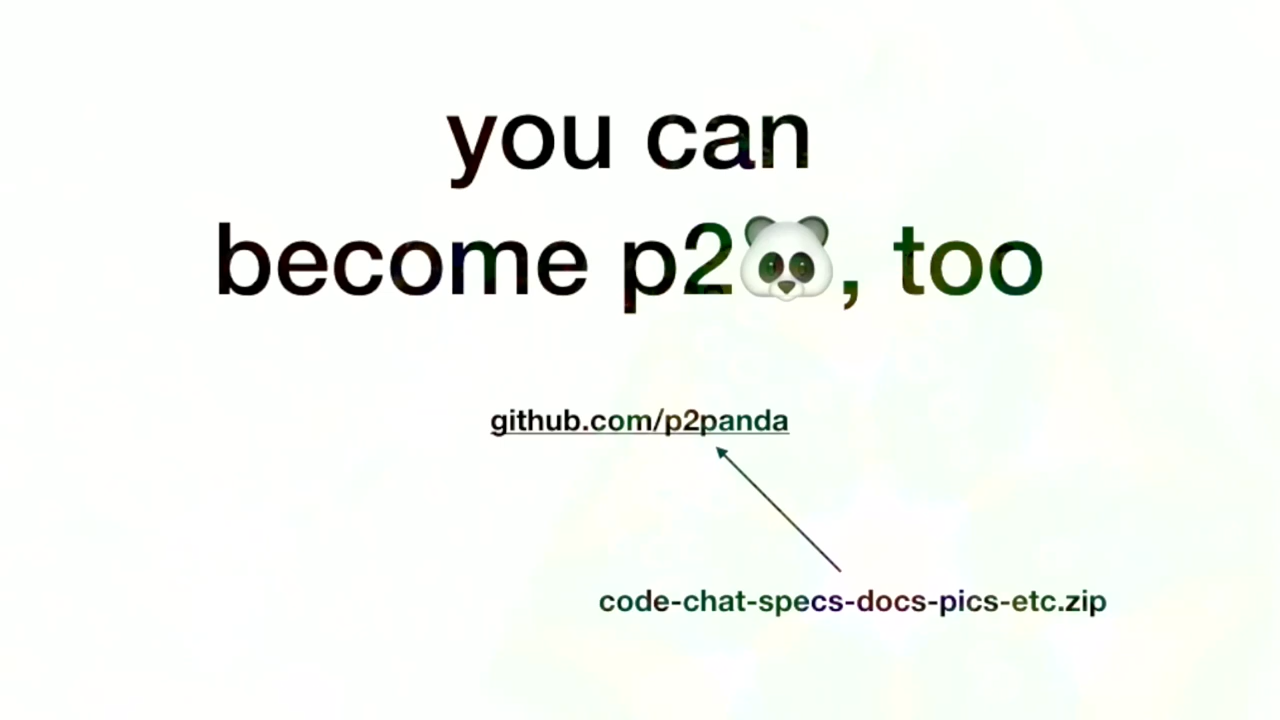 you can
become p2🐼, too
github.com/p2panda
code-chat-specs-docs-pics-etc.zip